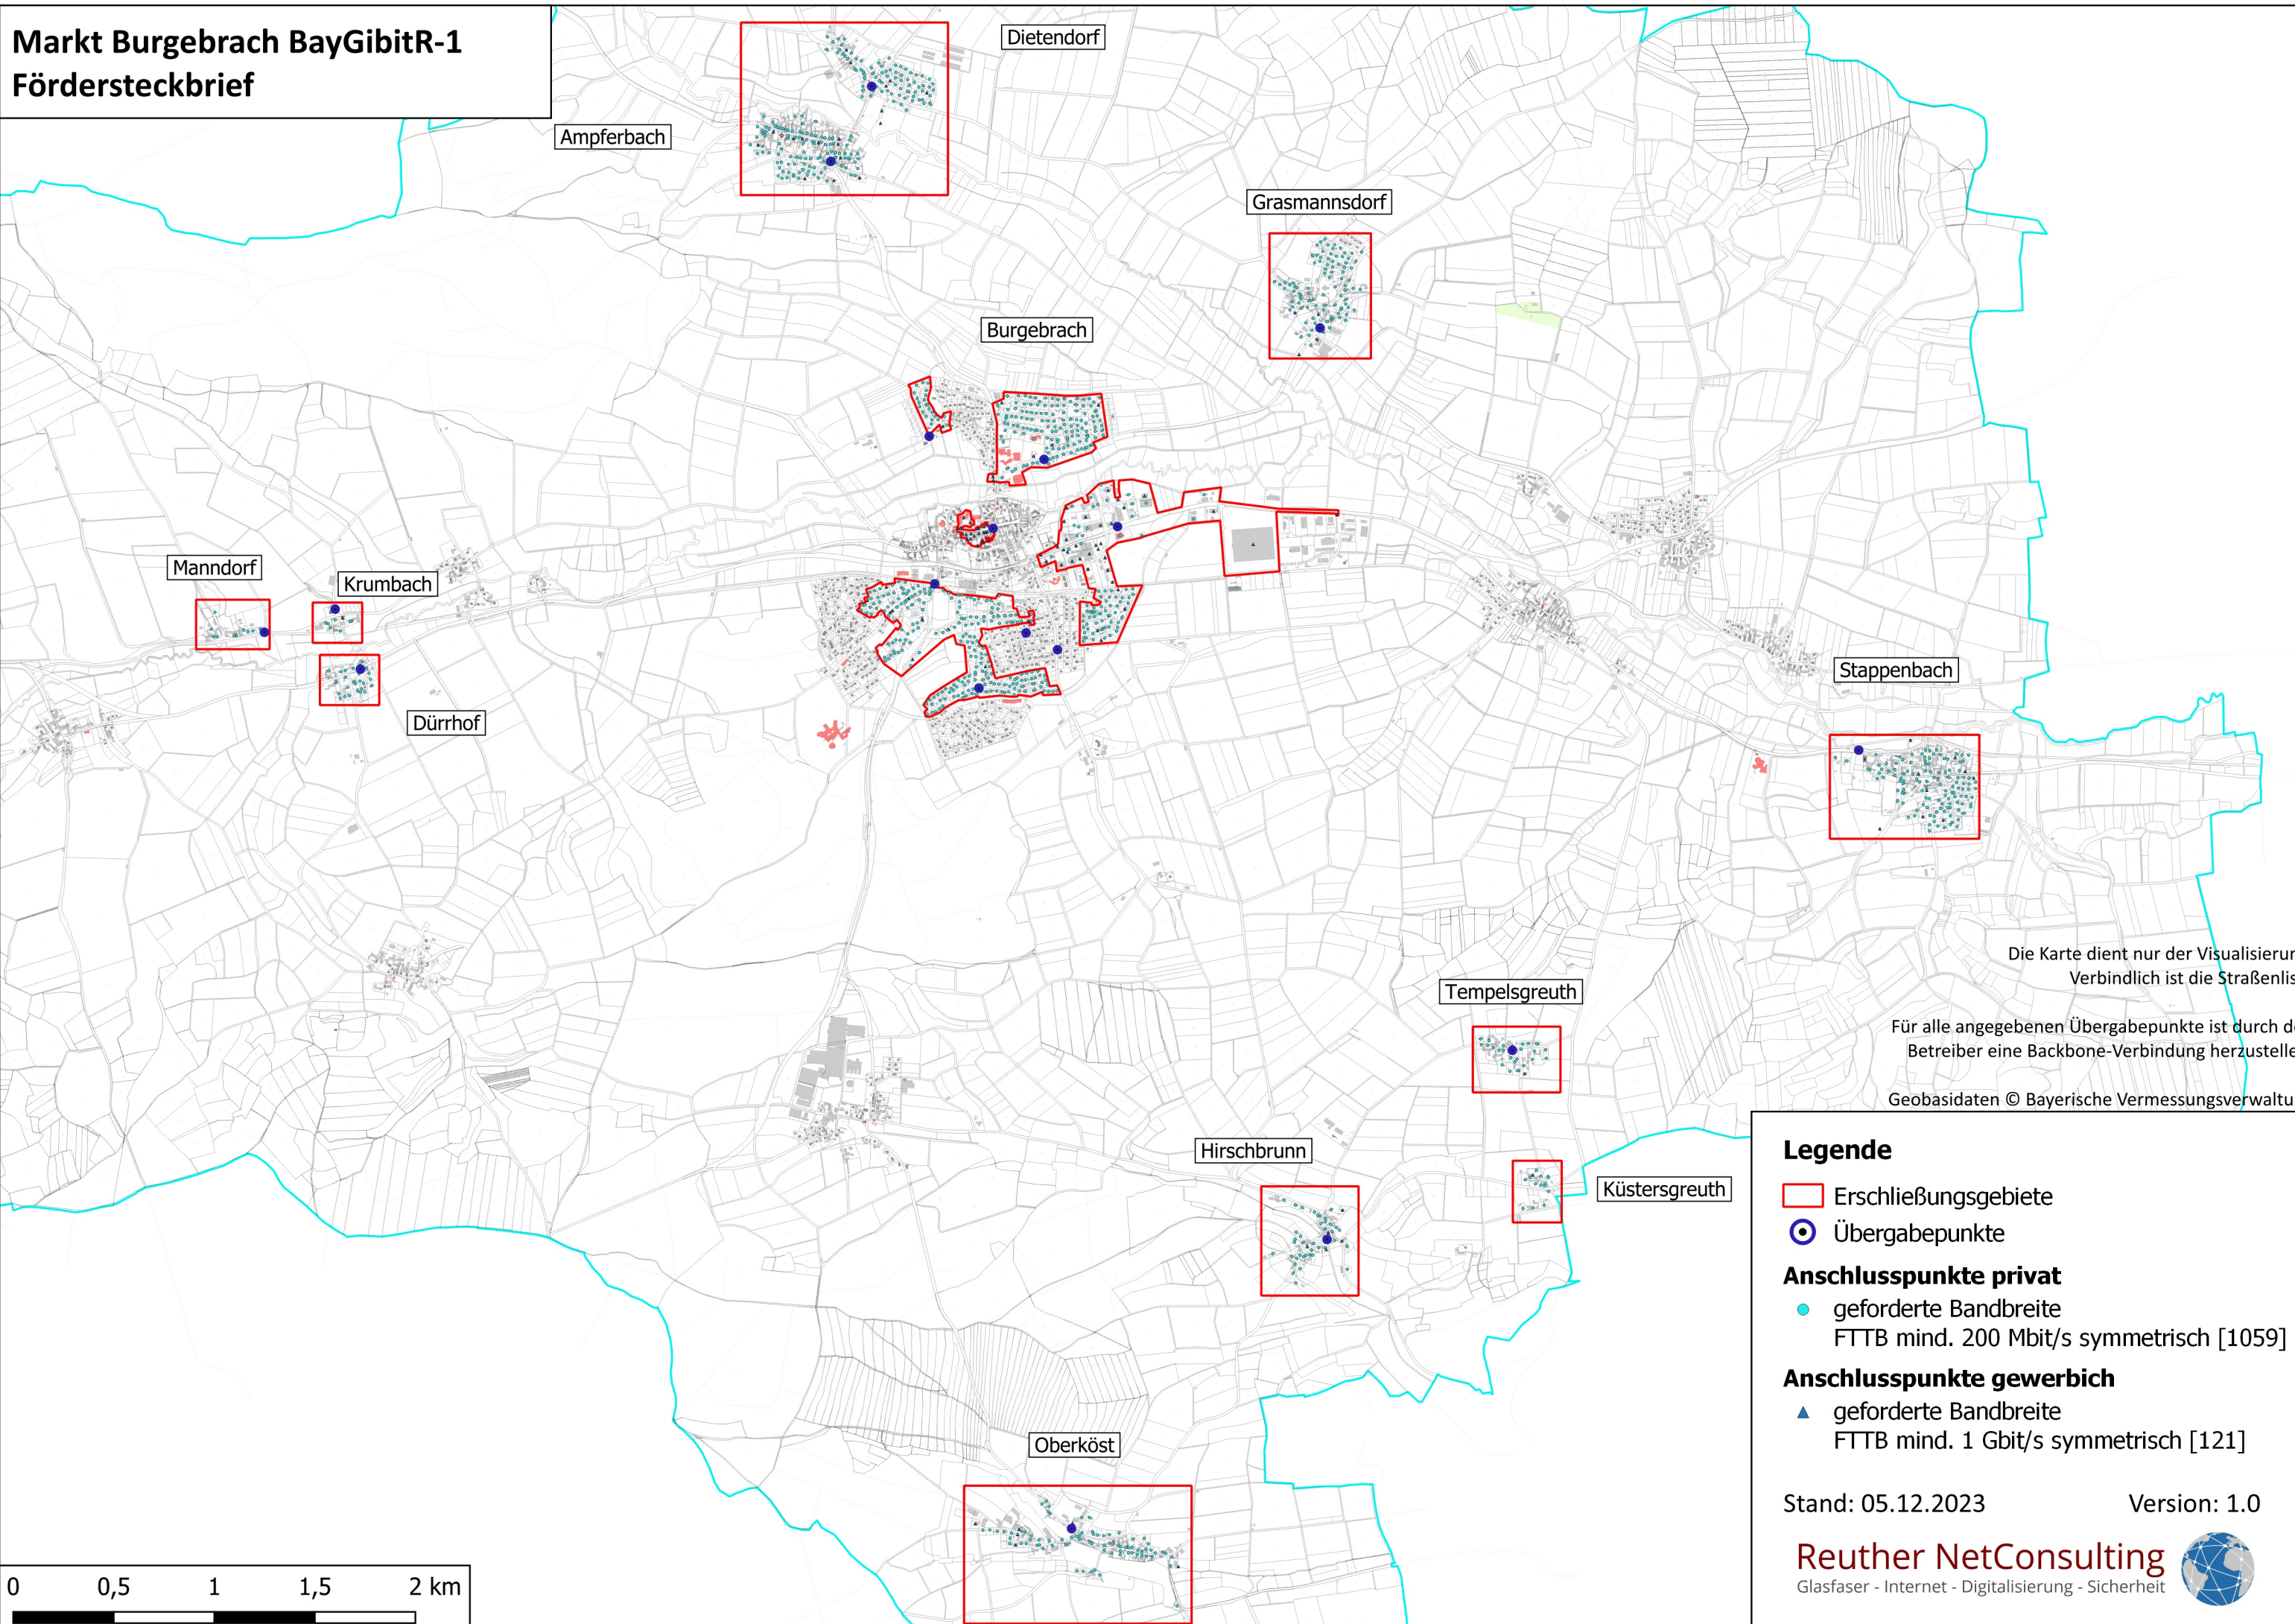 Markt Burgebrach BayGibitR-1
Fördersteckbrief
Dietendorf
Ampferbach
Grasmannsdorf
Burgebrach
Manndorf
Krumbach
Dürrhof
Stappenbach
Die Karte dient nur der Visualisierun
Verbindlich ist die Straßenlis
Tempelsgreuth
Für alle angegebenen Übergabepunkte ist durch de
Betreiber eine Backbone-Verbindung herzustelle
Geobasidaten © Bayerische Vermessungsverwaltu
Hirschbrunn
Küstersgreuth
Oberköst
Legende
Erschließungsgebiete
Übergabepunkte
Anschlusspunkte privat
geforderte Bandbreite
FTTB mind. 200 Mbit/s symmetrisch [1059]
Anschlusspunkte gewerbich
geforderte Bandbreite
FTTB mind. 1 Gbit/s symmetrisch [121]
Stand: 05.12.2023 Version: 1.0
Reuther NetConsulting
Glasfaser - Internet - Digitalisierung - Sicherheit
0 0,5 1 1,5 2 km